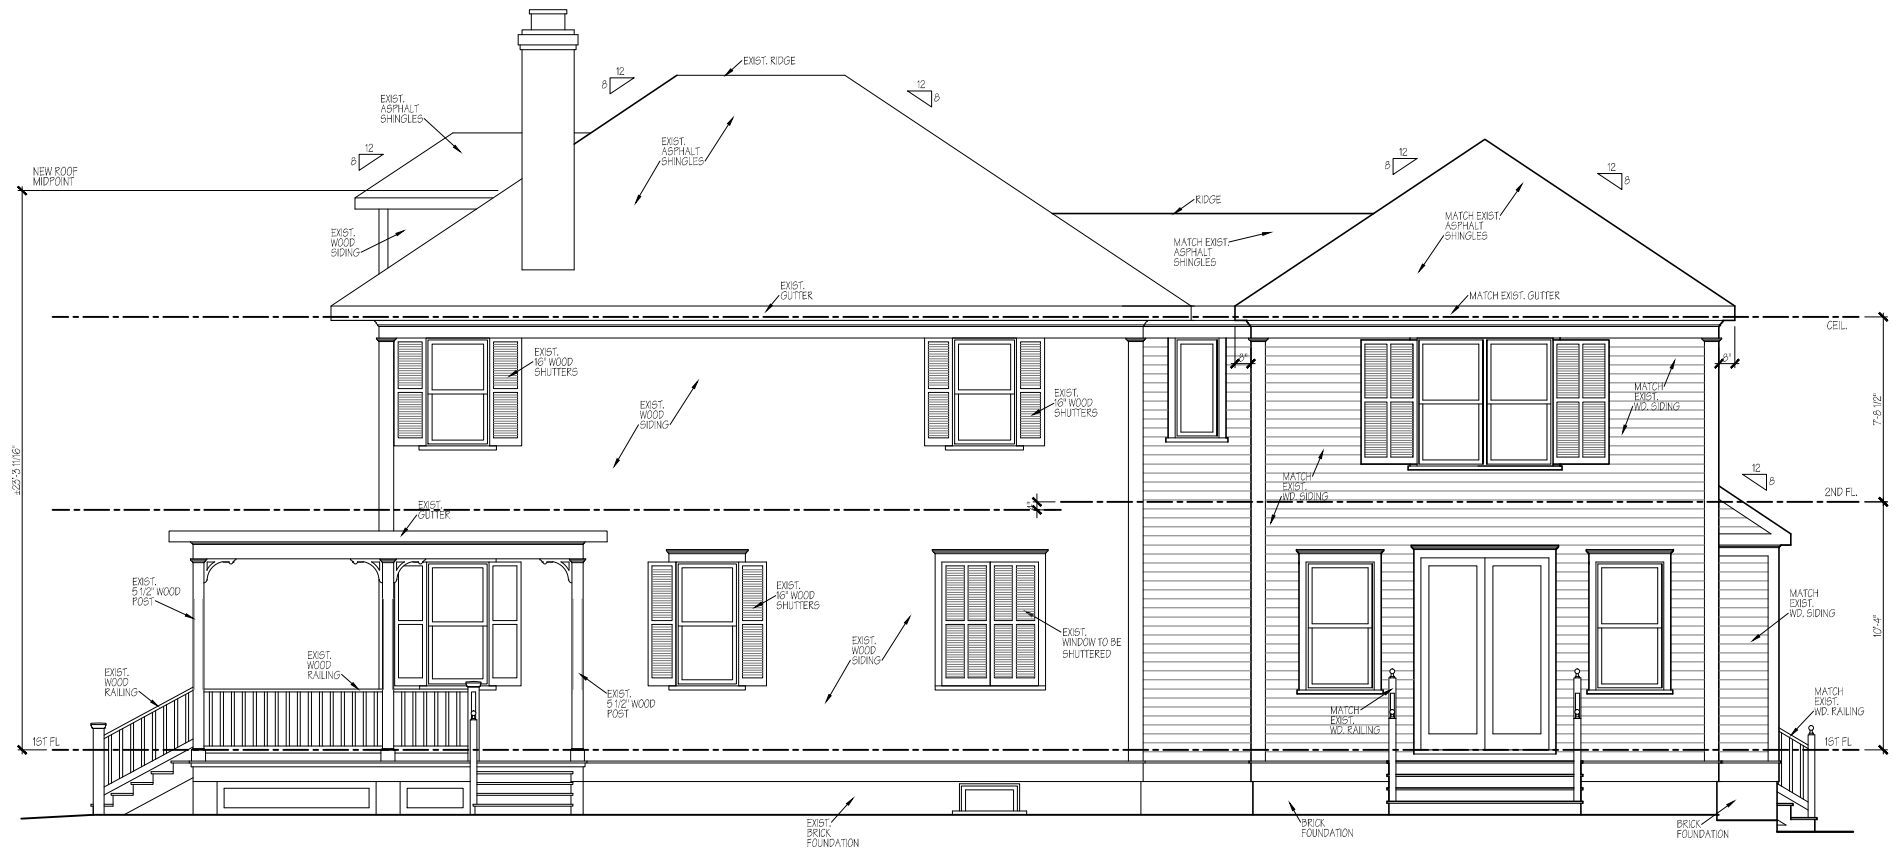 EXIST. RIDGE
12
8
12
8
EXIST.
ASPHALT
SHINGLES
EXIST.
ASPHALT
SHINGLES
12
8
12
8
12
8
NEW ROOF
MIDPOINT
RIDGE
MATCH EXIST.
ASPHALT
SHINGLES
EXIST.
WOOD
SIDING
MATCH EXIST.
ASPHALT
SHINGLES
EXIST.
GUTTER
MATCH EXIST. GUTTER
CEIL.
8"
8"
EXIST.
16" WOOD
SHUTTERS
EXIST.
16" WOOD
SHUTTERS
EXIST.
WOOD
SIDING
MATCH
EXIST.
WD. SIDING
7'-8 1/2"
±23'-3 11/16"
MATCH
EXIST.
WD. SIDING
12
8
2ND FL.
EXIST.
GUTTER
EXIST.
5 1/2" WOOD
POST
EXIST.
16" WOOD
SHUTTERS
MATCH
EXIST.
WD. SIDING
10'-4"
EXIST.
WOOD
SIDING
EXIST.
WINDOW TO BE
SHUTTERED
EXIST.
WOOD
RAILING
EXIST.
WOOD
RAILING
EXIST.
5 1/2" WOOD
POST
MATCH
EXIST.
WD. RAILING
MATCH
EXIST.
WD. RAILING
1ST FL
1ST FL
EXIST.
BRICK
FOUNDATION
BRICK
FOUNDATION
BRICK
FOUNDATION